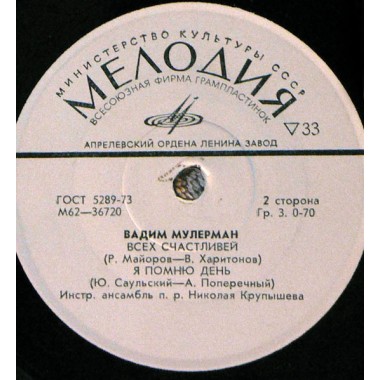 МИНИСТЕРСТВО КУЛЬТУРЫ СССР
МЕЛОДИЯ
ВСЕСОЮЗНАЯ ФИРМА ГРАМПЛАСТИНОК
▽33
АПРЕЛЕВСКИЙ ОРДЕНА ЛЕНИНА ЗАВОД
ГОСТ 5289-73
М62—36720
2 сторона
Гр. 3. 0-70
ВАДИМ МУЛЕРМАН
ВСЕХ СЧАСТЛИВЕЙ
(Р. Майоров—В. Харитонов)
Я ПОМНЮ ДЕНЬ
(Ю. Саульский—А. Поперечный)
Инстр. ансамбль п. р. Николая Крупышева